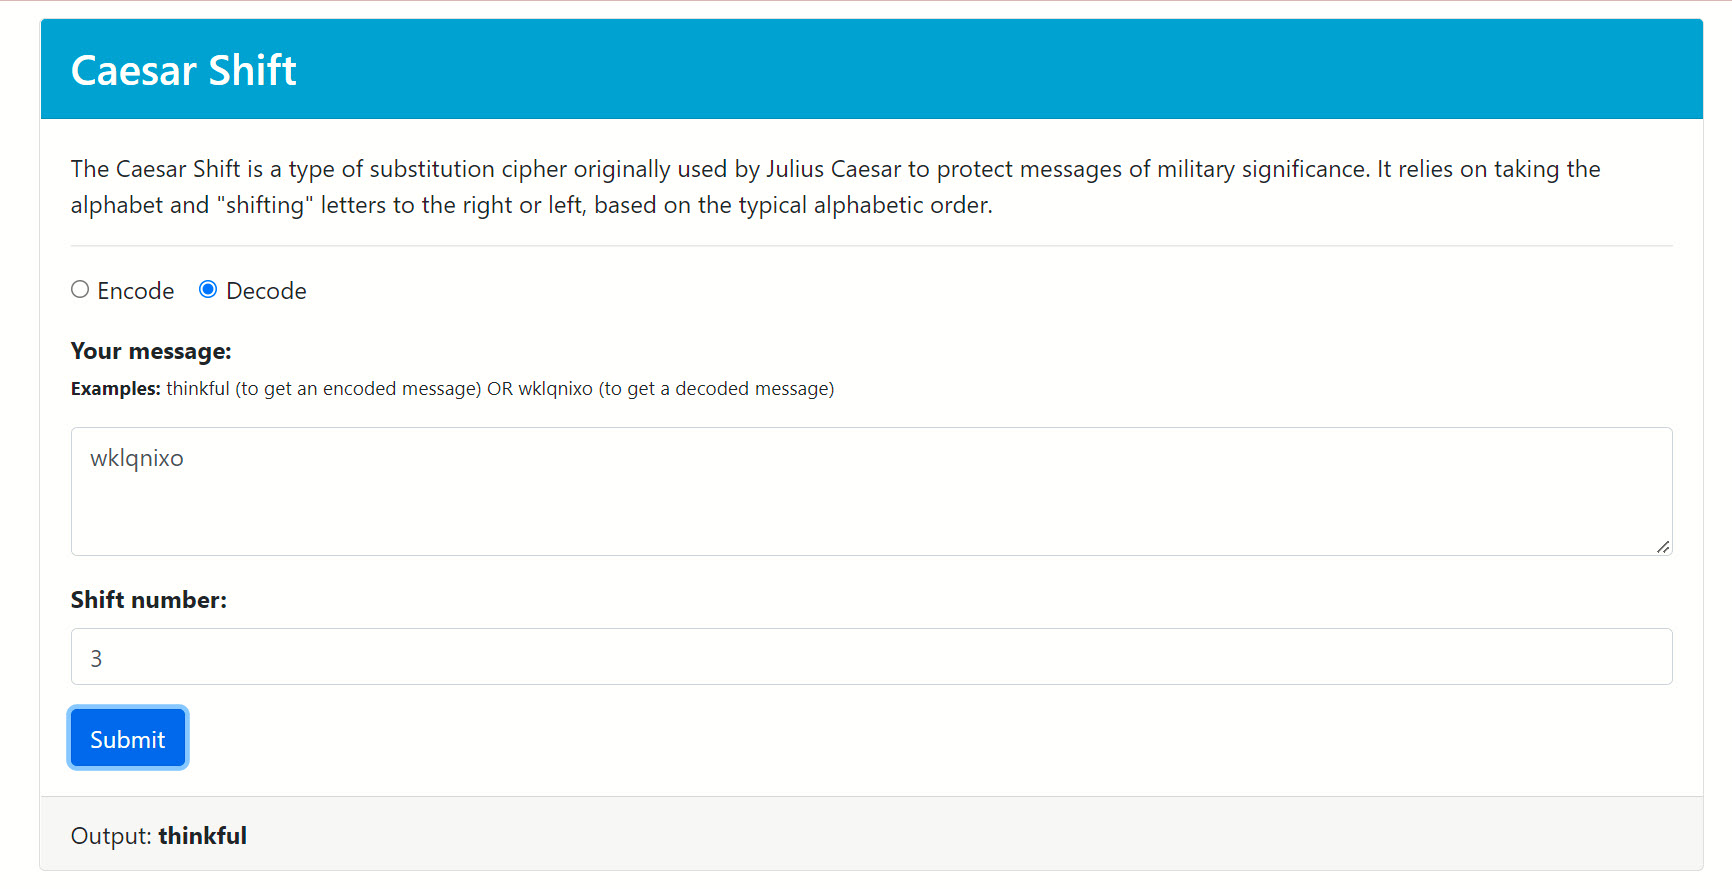 Caesar Shift
The Caesar Shift is a type of substitution cipher originally used by Julius Caesar to protect messages of military significance. It relies on taking the
alphabet and "shifting" letters to the right or left, based on the typical alphabetic order.
Encode Decode
Your message:
Examples: thinkful (to get an encoded message) OR wklqnixo (to get a decoded message)
wklqnixo
Shift number:
3
Submit
Output: thinkful